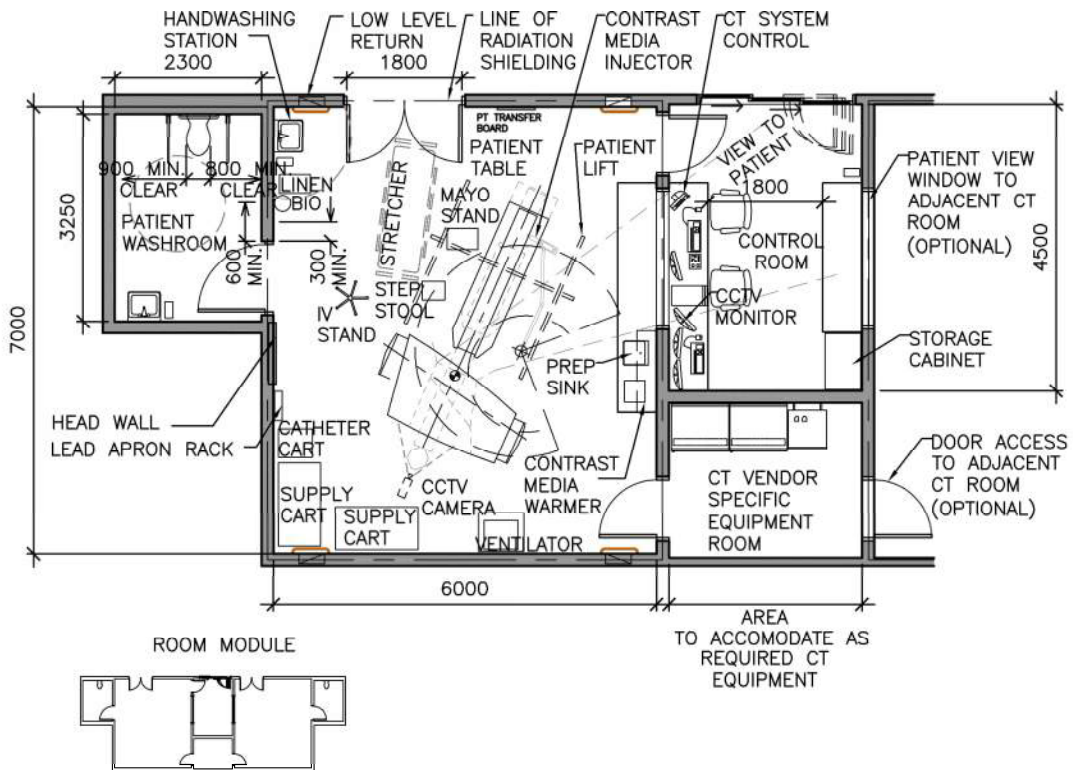 HANDWASHING
STATION
2300
LOW LEVEL
RETURN
LINE OF
RADIATION
SHIELDING
1800
CONTRAST
MEDIA
INJECTOR
CT SYSTEM
CONTROL
PT TRANSFER
BOARD
PATIENT
TABLE
PATIENT
LIFT
VIEW TO
PATIENT
1800
PATIENT VIEW
WINDOW TO
ADJACENT CT
ROOM
(OPTIONAL)
900 MIN.
CLEAR
800 MIN.
CLEAR
LINEN
BIO
STRETCHER
MAYO
STAND
3250
PATIENT
WASHROOM
600
MIN.
300
MIN.
CONTROL
ROOM
4500
7000
STEP
STOOL
IV
STAND
CCTV
MONITOR
PREP
SINK
STORAGE
CABINET
HEAD WALL
LEAD APRON RACK
CATHETER
CART
SUPPLY
CART
SUPPLY
CART
CCTV
CAMERA
CONTRAST
MEDIA
WARMER
VENTILATOR
CT VENDOR
SPECIFIC
EQUIPMENT
ROOM
DOOR ACCESS
TO ADJACENT
CT ROOM
(OPTIONAL)
6000
AREA
TO ACCOMODATE AS
REQUIRED CT
EQUIPMENT
ROOM MODULE